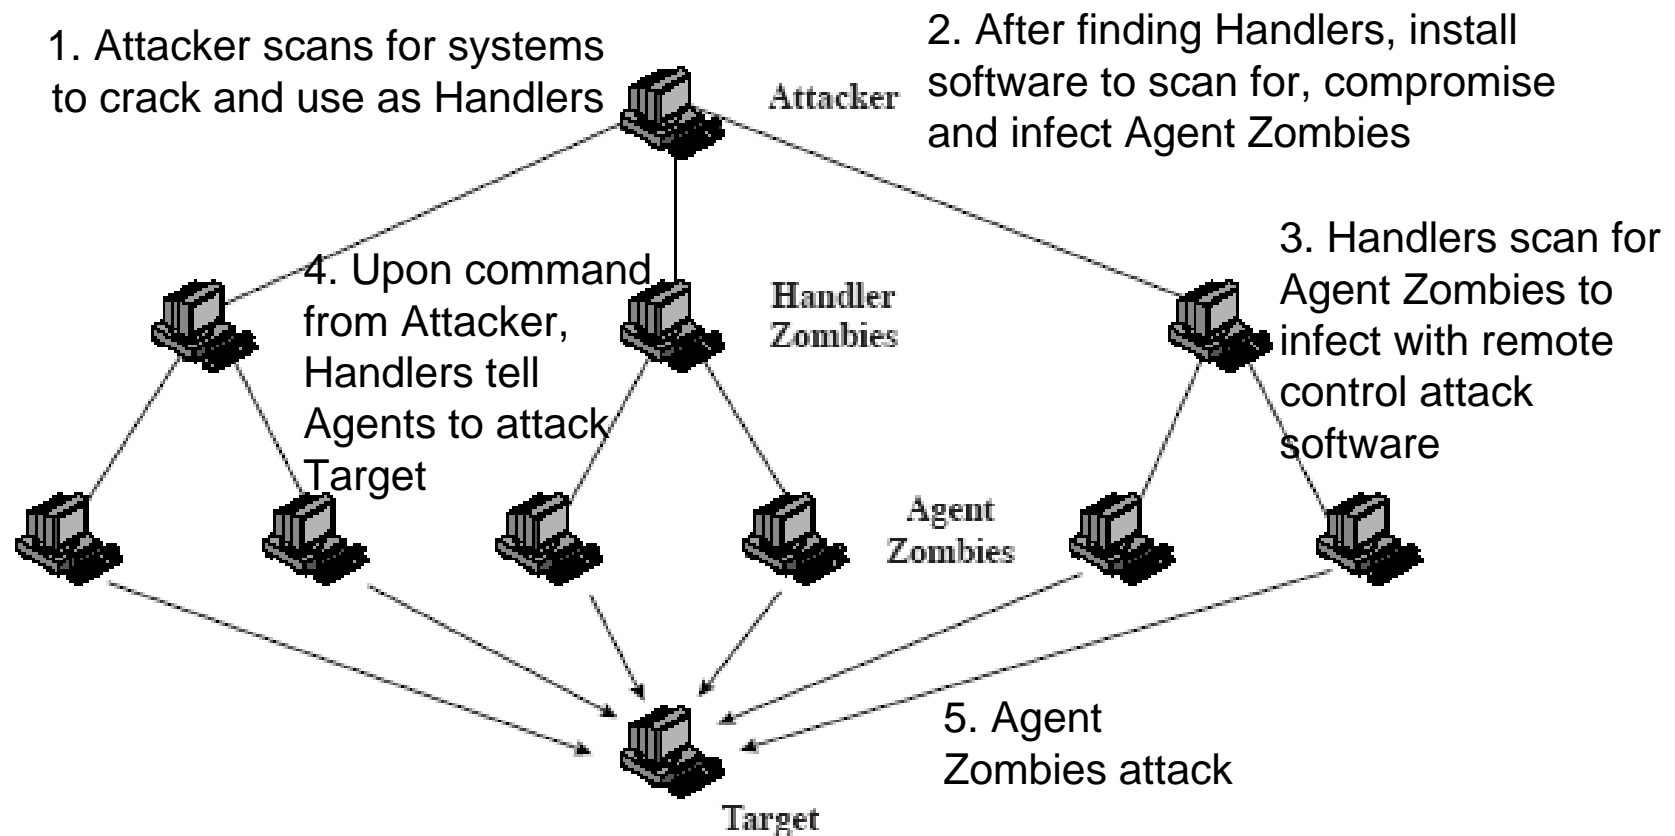 1. Attacker scans for systems
to crack and use as Handlers
Attacker
2. After finding Handlers, install
software to scan for, compromise
and infect Agent Zombies
4. Upon command
from Attacker,
Handlers tell
Agents to attack
Target
Handler
Zombies
3. Handlers scan for
Agent Zombies to
infect with remote
control attack
software
Agent
Zombies
5. Agent
Zombies attack
Target